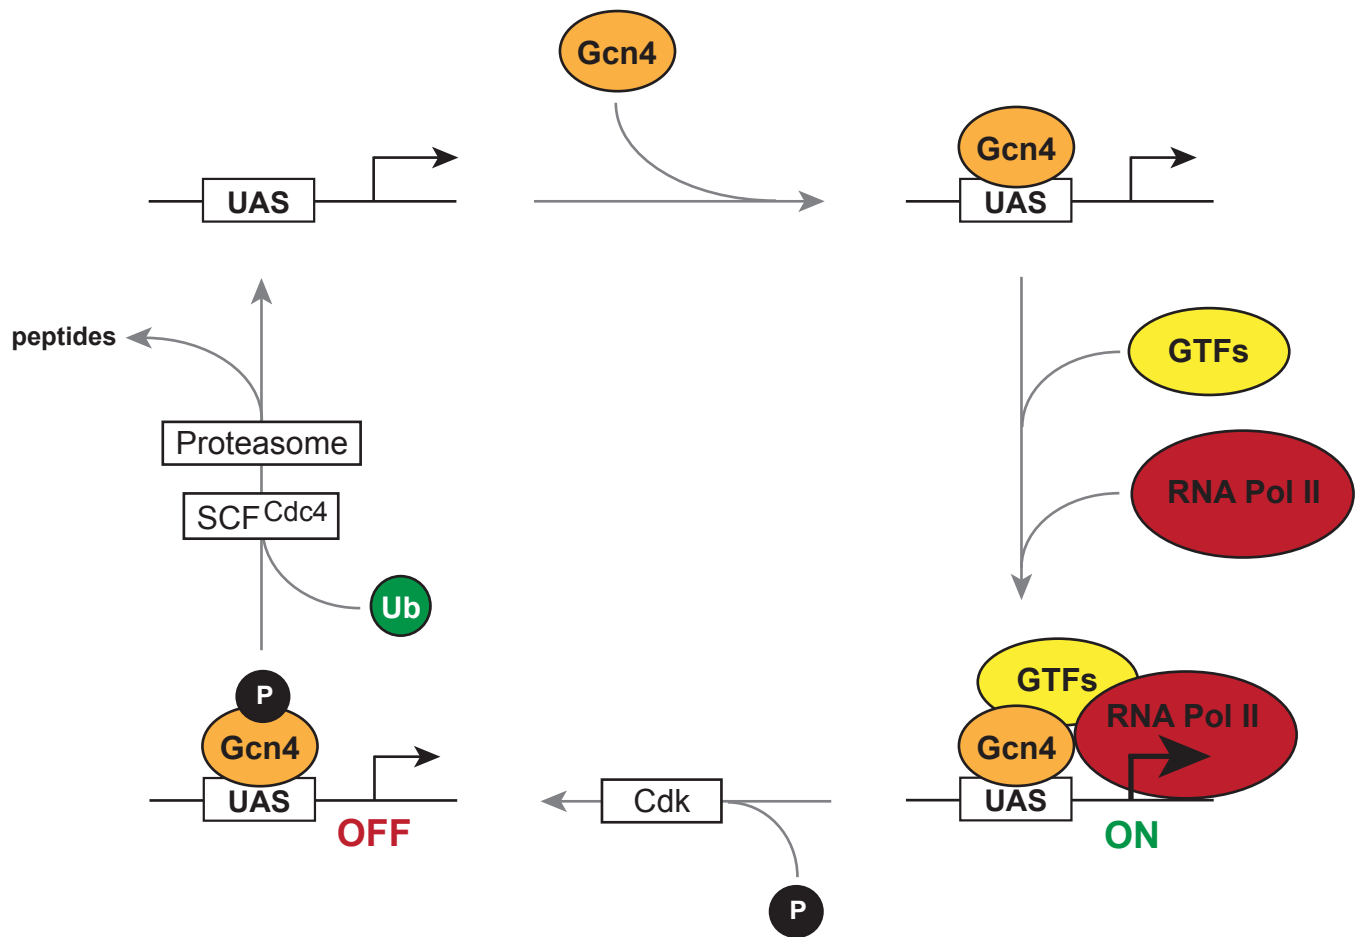 Gcn4
UAS
Gcn4
UAS
peptides
GTFs
Proteasome
RNA Pol II
SCF Cdc4
Ub
P
Gcn4
UAS
OFF
GTFs
RNA Pol II
Gcn4
UAS
ON
Cdk
P